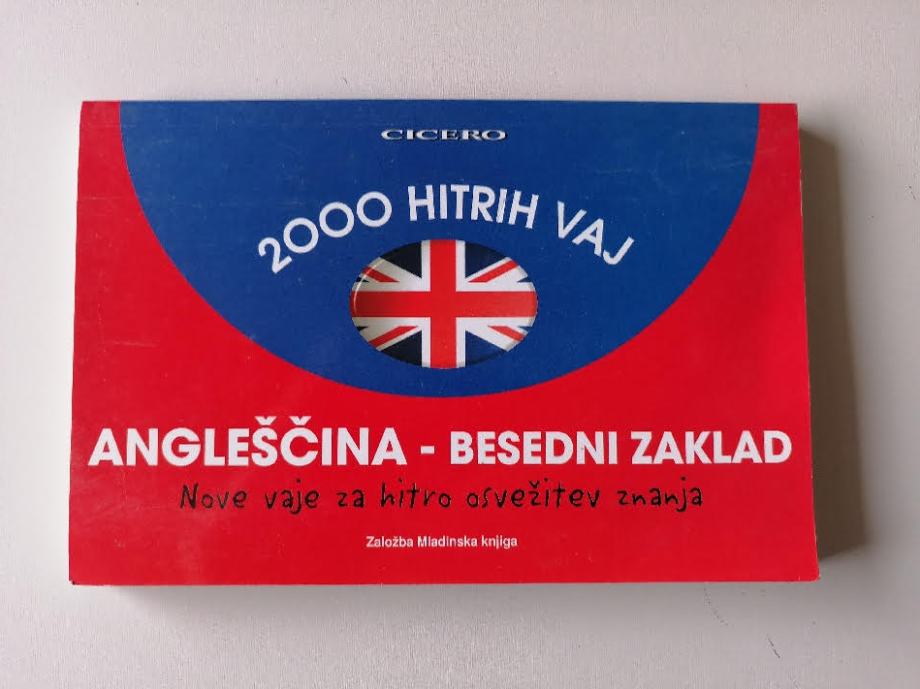 CICERO
2000 HITRIH VAJ
ANGLEŠČINA - BESEDNI ZAKLAD
Nove vaje za hitro osvežitev znanja
Založba Mladinska knjiga